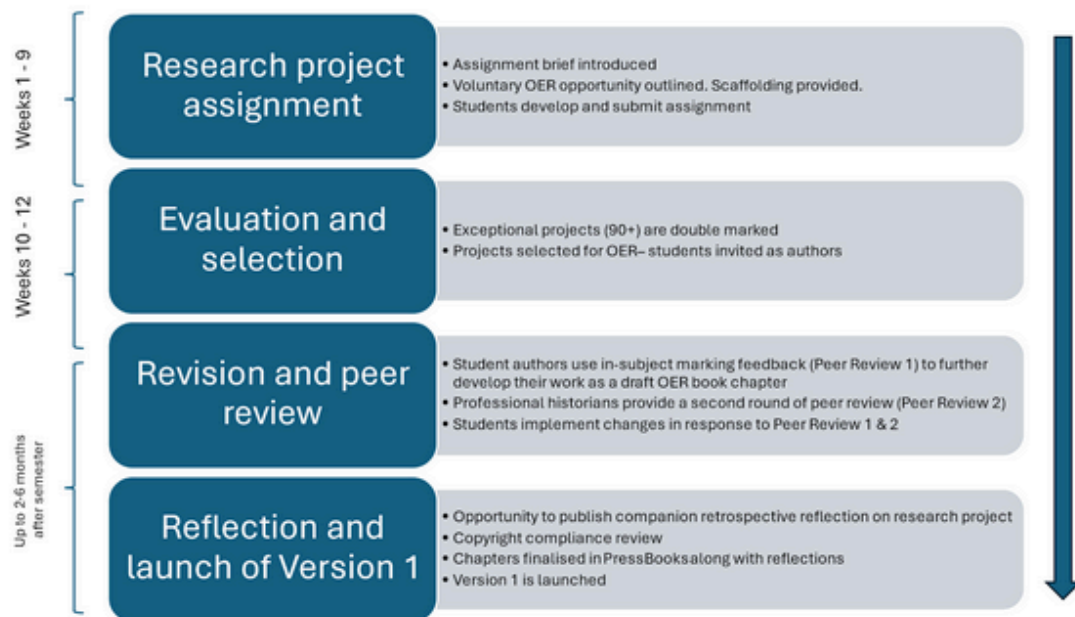 Weeks 1 - 9
Research project
assignment
• Assignment brief introduced
• Voluntary OER opportunity outlined. Scaffolding provided.
• Students develop and submit assignment
Weeks 10 - 12
Evaluation and
selection
• Exceptional projects (90+) are double marked
• Projects selected for OER– students invited as authors
Up to 2-6 months
after semester
Revision and peer
review
• Student authors use in-subject marking feedback (Peer Review 1) to further
develop their work as a draft OER book chapter
• Professional historians provide a second round of peer review (Peer Review 2)
• Students implement changes in response to Peer Review 1 & 2
Reflection and
launch of Version 1
• Opportunity to publish companion retrospective reflection on research project
• Copyright compliance review
• Chapters finalised in PressBooksalong with reflections
• Version 1 is launched